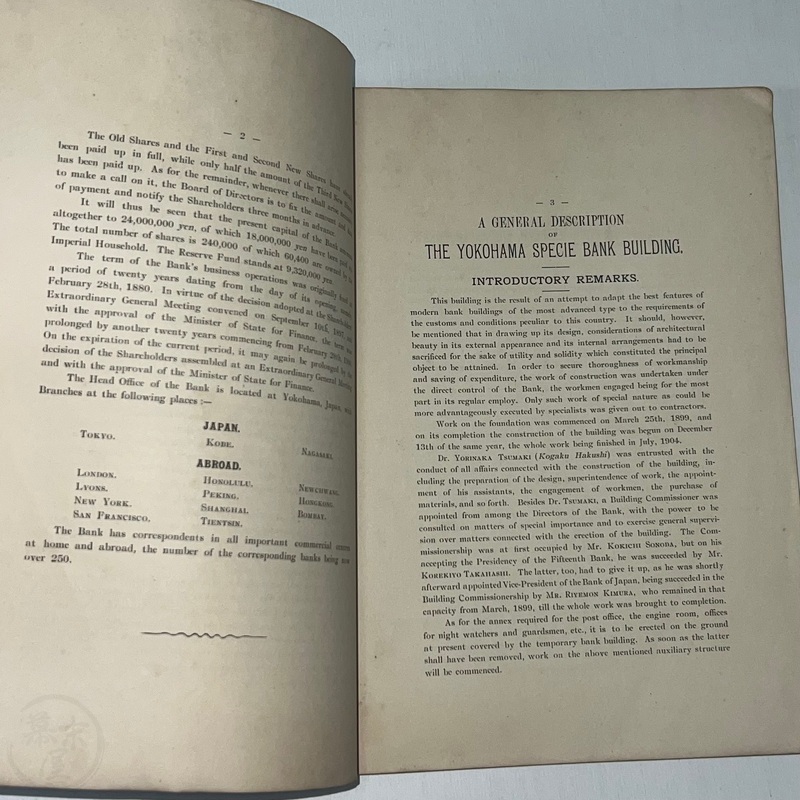 — 2 —
The Old Shares and the First and Second New Shares have
been paid up in full, while only half the amount of the Third New
has been paid up. As for the remainder, whenever there shall
to make a call on it, the Board of Directors is to fix the amount and
of payment and notify the Shareholders three months in advance.
It will thus be seen that the present capital of the Bank
altogether to 24,000,000 yen, of which 18,000,000 yen have been
The total number of shares is 240,000 of which 60,400 are owned by the
Imperial Household. The Reserve Fund stands at 9,320,000 yen.
The term of the Bank's business operations was originally
a period of twenty years dating from the day of its opening,
February 28th, 1880. In virtue of the decision adopted at the
Extraordinary General Meeting convened on September 10th,
with the approval of the Minister of State for Finance, the term
prolonged by another twenty years commencing from February
On the expiration of the current period, it may again be prolonged by
decision of the Shareholders assembled at an Extraordinary General Meeting
and with the approval of the Minister of State for Finance.
The Head Office of the Bank is located at Yokohama, Japan, with
Branches at the following places :—
JAPAN.
TOKYO. KOBE. NAGASAKI.
ABROAD.
LONDON. HONOLULU. NEWCHWANG.
LYONS. PEKING. HONGKONG.
NEW YORK. SHANGHAI. BOMBAY.
SAN FRANCISCO. TIENTSIN.
The Bank has correspondents in all important commercial centres
at home and abroad, the number of the corresponding banks being now
over 250.
— 3 —
A GENERAL DESCRIPTION
OF
THE YOKOHAMA SPECIE BANK BUILDING.
INTRODUCTORY REMARKS.
This building is the result of an attempt to adapt the best features of
modern bank buildings of the most advanced type to the requirements of
the customs and conditions peculiar to this country. It should, however,
be mentioned that in drawing up its design, considerations of architectural
beauty in its external appearance and its internal arrangements had to be
sacrificed for the sake of utility and solidity which constituted the principal
object to be attained. In order to secure thoroughness of workmanship
and saving of expenditure, the work of construction was undertaken under
the direct control of the Bank, the workmen engaged being for the most
part in its regular employ. Only such work of special nature as could be
more advantageously executed by specialists was given out to contractors.
Work on the foundation was commenced on March 25th, 1899, and
on its completion the construction of the building was begun on December
13th of the same year, the whole work being finished in July, 1904.
Dr. YORINAKA TSUMAKI (Kogaku Hakushi) was entrusted with the
conduct of all affairs connected with the construction of the building, in-
cluding the preparation of the design, superintendence of work, the appoint-
ment of his assistants, the engagement of workmen, the purchase of
materials, and so forth. Besides Dr. TSUMAKI, a Building Commissioner was
appointed from among the Directors of the Bank, with the power to be
consulted on matters of special importance and to exercise general supervi-
sion over matters connected with the erection of the building. The Com-
missionership was at first occupied by Mr. KOKICHI SONODA, but on his
accepting the Presidency of the Fifteenth Bank, he was succeeded by Mr.
KOREKIYO TAKAHASHI. The latter, too, had to give it up, as he was shortly
afterward appointed Vice-President of the Bank of Japan, being succeeded in the
Building Commissionership by MR. RIYEMON KIMURA, who remained in that
capacity from March, 1899, till the whole work was brought to completion.
As for the annex required for the post office, the engine room, offices
for night watchers and guardsmen, etc., it is to be erected on the ground
at present covered by the temporary bank building. As soon as the latter
shall have been removed, work on the above mentioned auxiliary structure
will be commenced.